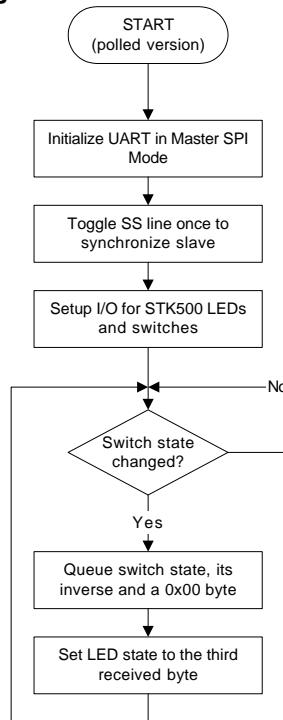 START
(polled version)
Initialize UART in Master SPI
Mode
Toggle SS line once to
synchronize slave
Setup I/O for STK500 LEDs
and switches
No
Switch state
changed?
Yes
Queue switch state, its
inverse and a 0x00 byte
Set LED state to the third
received byte